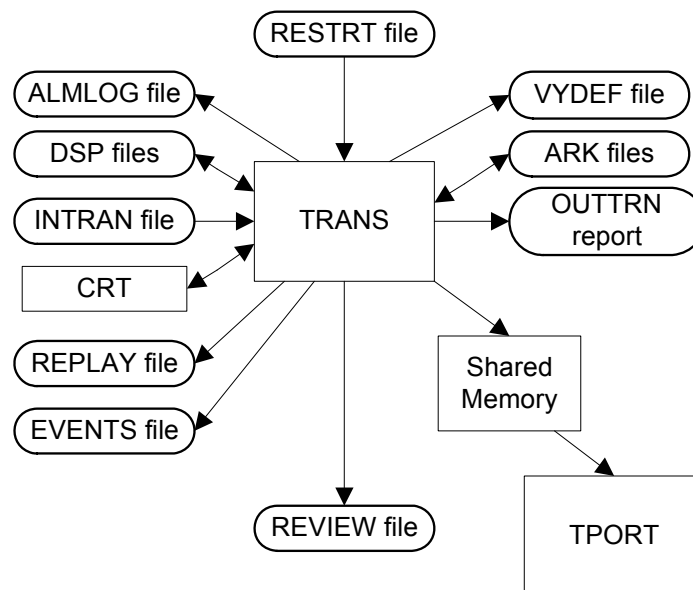 RESTRT file
ALMLOG file
VYDEF file
DSP files
ARK files
TRANS
INTRAN file
OUTTRN
report
CRT
REPLAY file
Shared
Memory
EVENTS file
REVIEW file
TPORT